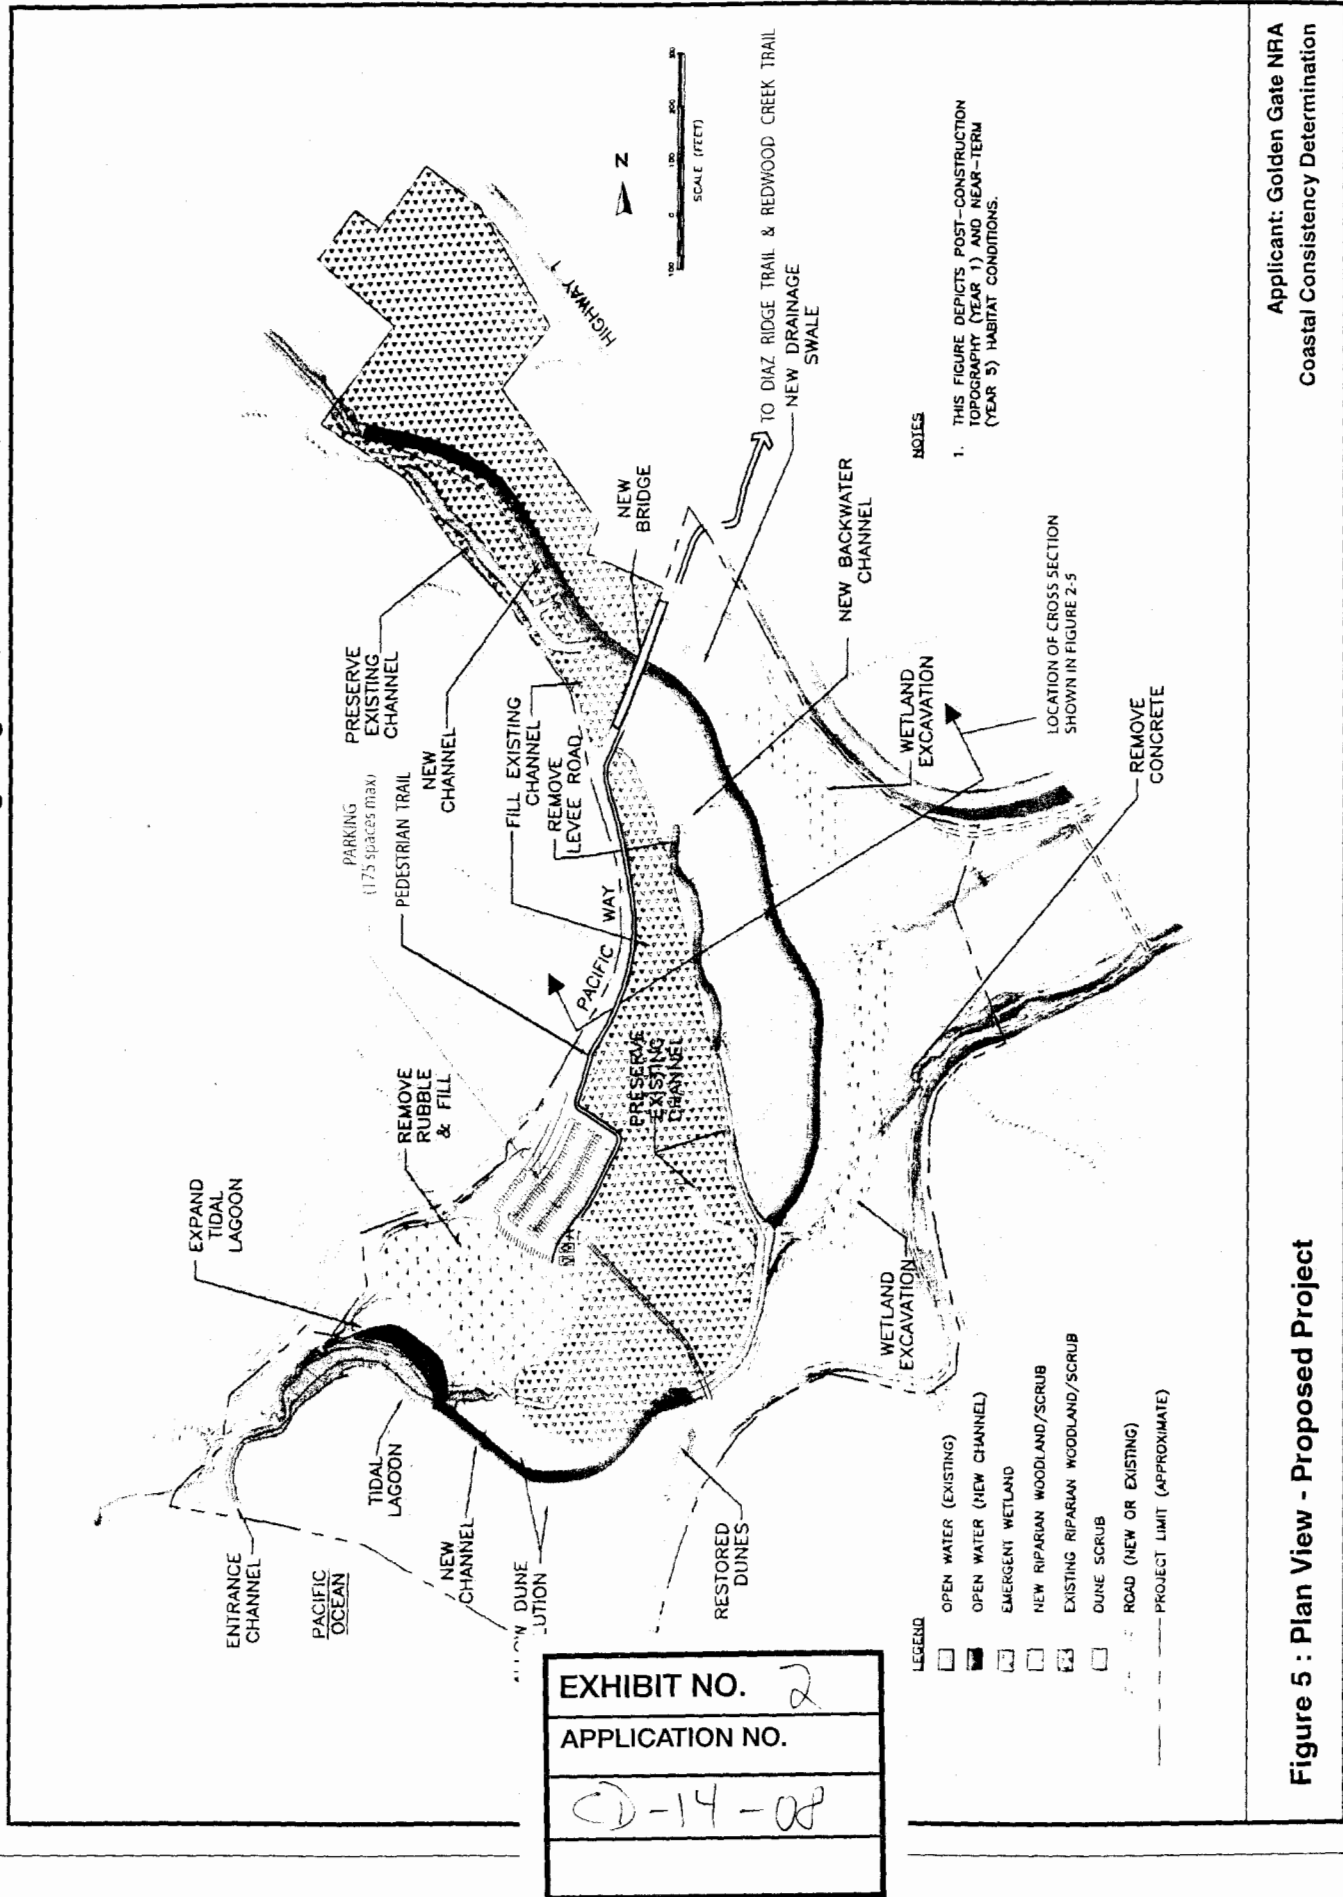 EXPAND
TIDAL
LAGOON
ENTRANCE
CHANNEL
PACIFIC
OCEAN
TIDAL
LAGOON
NEW
CHANNEL
DUNE
RESTORED
DUNES
REMOVE
RUBBLE
& FILL
PARKING
(175 spaces max)
PEDESTRIAN TRAIL
PRESERVE
EXISTING
CHANNEL
NEW
CHANNEL
FILL EXISTING
CHANNEL
REMOVE
LEVEE ROAD
PACIFIC WAY
PRESERVE
EXISTING
CHANNEL
NEW
BRIDGE
HIGHWAY 1
N
100 0 100 200 300
SCALE (FEET)
TO DIAZ RIDGE TRAIL & REDWOOD CREEK TRAIL
NEW DRAINAGE
SWALE
NEW BACKWATER
CHANNEL
WETLAND
EXCAVATION
LOCATION OF CROSS SECTION
SHOWN IN FIGURE 2-5
REMOVE
CONCRETE
WETLAND
EXCAVATION
NOTES
1. THIS FIGURE DEPICTS POST-CONSTRUCTION
TOPOGRAPHY (YEAR 1) AND NEAR-TERM
(YEAR 5) HABITAT CONDITIONS.
LEGEND
OPEN WATER (EXISTING)
OPEN WATER (NEW CHANNEL)
EMERGENT WETLAND
NEW RIPARIAN WOODLAND/SCRUB
EXISTING RIPARIAN WOODLAND/SCRUB
DUNE SCRUB
ROAD (NEW OR EXISTING)
PROJECT LIMIT (APPROXIMATE)
Figure 5 : Plan View - Proposed Project
Applicant: Golden Gate NRA
Coastal Consistency Determination
EXHIBIT NO. 2
APPLICATION NO.
CD-14-08